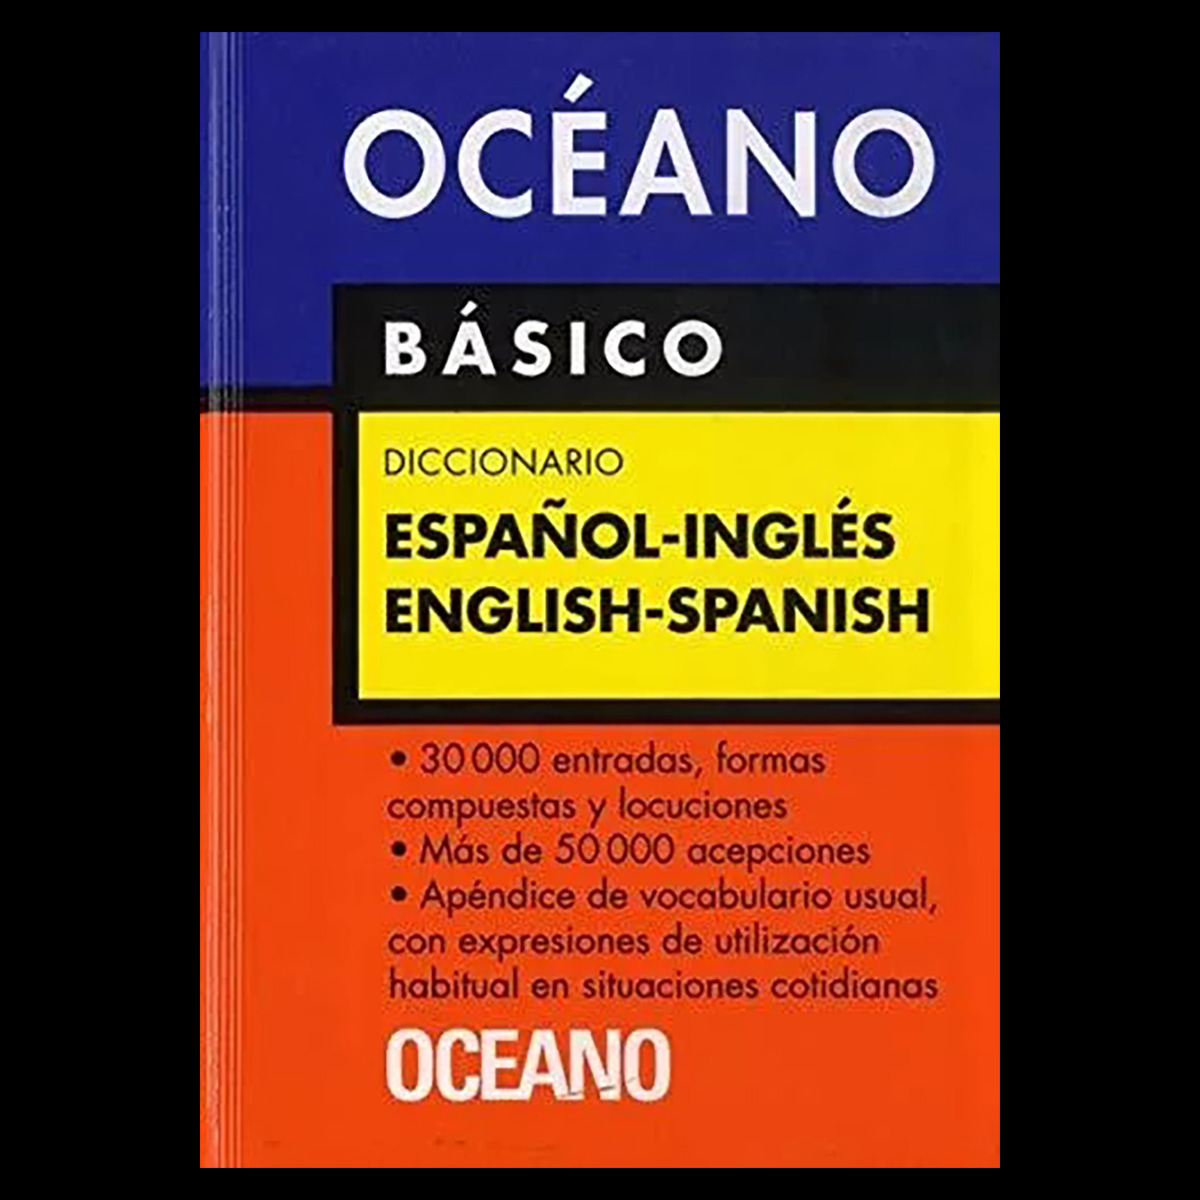 OCÉANO
BÁSICO
DICCIONARIO
ESPAÑOL-INGLÉS
ENGLISH-SPANISH
• 30 000 entradas, formas
compuestas y locuciones
• Más de 50 000 acepciones
• Apéndice de vocabulario usual,
con expresiones de utilización
habitual en situaciones cotidianas
OCEANO